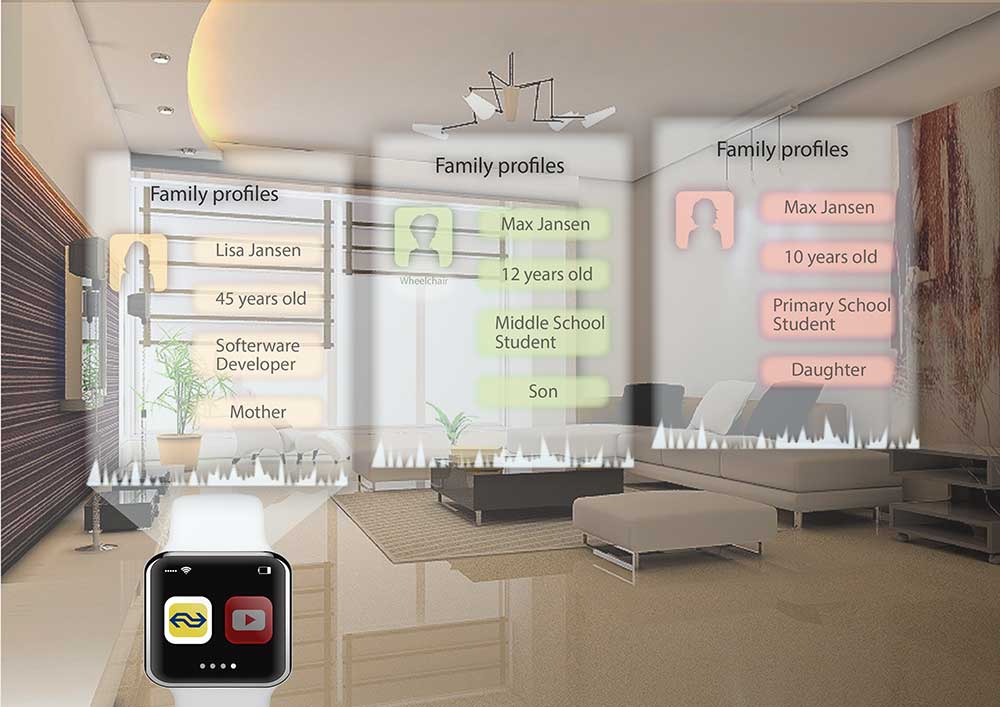 Family profiles
Lisa Jansen
45 years old
Softerware
Developer
Mother
Family profiles
Wheelchair
Max Jansen
12 years old
Middle School
Student
Son
Family profiles
Max Jansen
10 years old
Primary School
Student
Daughter